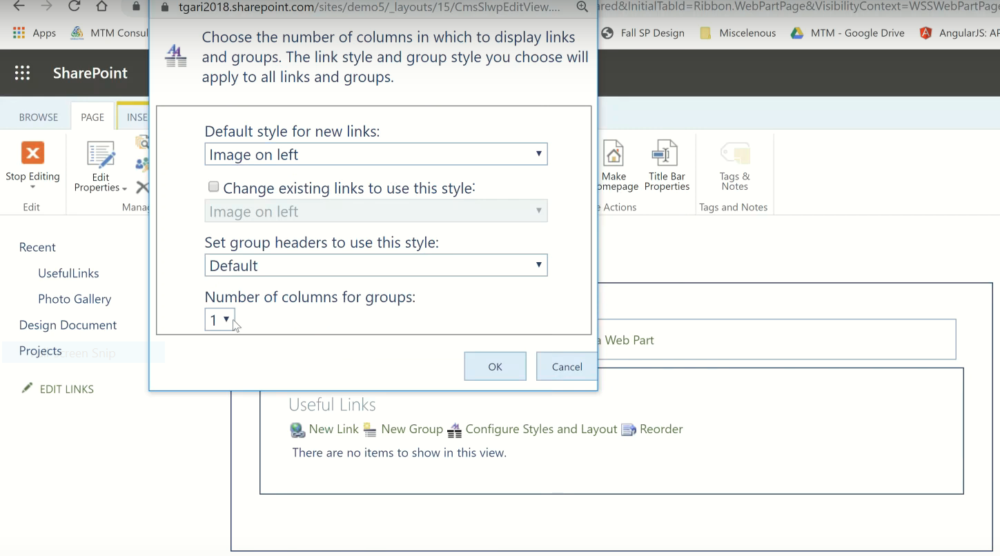 tgari2018.sharepoint.com/sites/demo5/_layouts/15/CmsSlwpEditView....
ared&InitialTabId=Ribbon.WebPartPage&VisibilityContext=WSSWebPartPage
Apps
MTM Consul
Fall SP Design
Miscelenous
MTM - Google Drive
AngularJS: AP
SharePoint
Choose the number of columns in which to display links
and groups. The link style and group style you choose will
apply to all links and groups.
BROWSE
PAGE
INSE
Stop Editing
Edit
Edit
Properties
Manag
Make
omepage
Title Bar
Properties
e Actions
Tags &
Notes
Tags and Notes
Default style for new links:
Image on left
Change existing links to use this style:
Image on left
Set group headers to use this style:
Default
Number of columns for groups:
1
OK
Cancel
Recent
UsefulLinks
Photo Gallery
Design Document
Projects
EDIT LINKS
a Web Part
Useful Links
New Link
New Group
Configure Styles and Layout
Reorder
There are no items to show in this view.